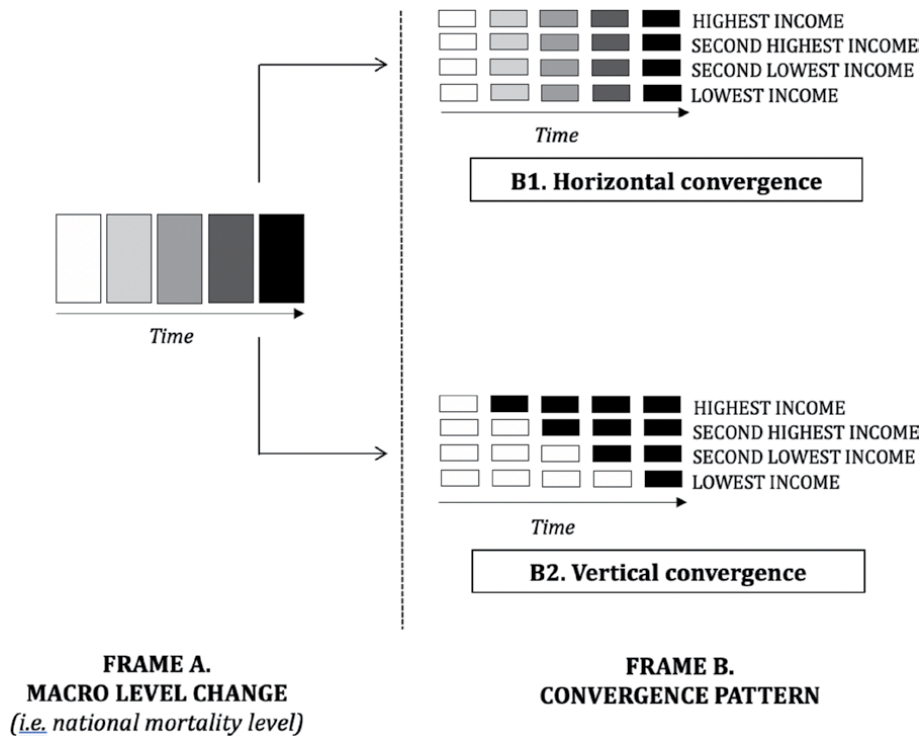 HIGHEST INCOME
SECOND HIGHEST INCOME
SECOND LOWEST INCOME
LOWEST INCOME
Time
B1. Horizontal convergence
Time
HIGHEST INCOME
SECOND HIGHEST INCOME
SECOND LOWEST INCOME
LOWEST INCOME
Time
B2. Vertical convergence
FRAME A.
MACRO LEVEL CHANGE
(i.e. national mortality level)
FRAME B.
CONVERGENCE PATTERN